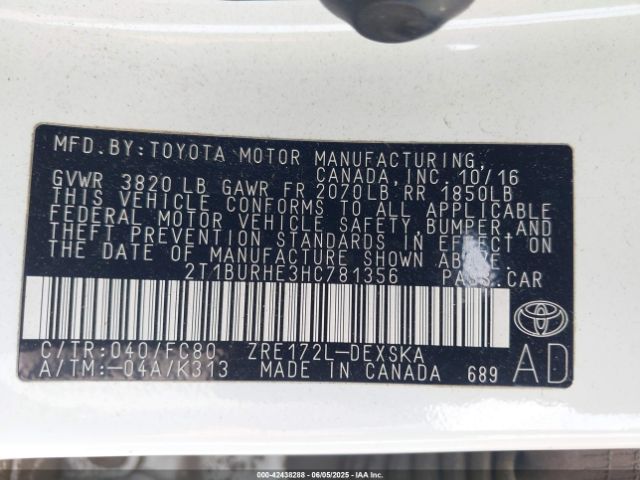 MFD.BY:TOYOTA MOTOR MANUFACTURING,
CANADA,INC. 10/16
GVWR 3820 LB GAWR FR 2070LB,RR 1850LB
THIS VEHICLE CONFORMS TO ALL APPLICABLE
FEDERAL MOTOR VEHICLE SAFETY,BUMPER,AND
THEFT PREVENTION STANDARDS IN EFFECT ON
THE DATE OF MANUFACTURE SHOWN ABOVE.
2T1BURHE3HC781356 PASS.CAR
C/TR:040/FC80 ZRE172L-DEXSKA
A/TM:-04A/K313 MADE IN CANADA 689
AD
000-42438288 - 06/05/2025 - IAA Inc.